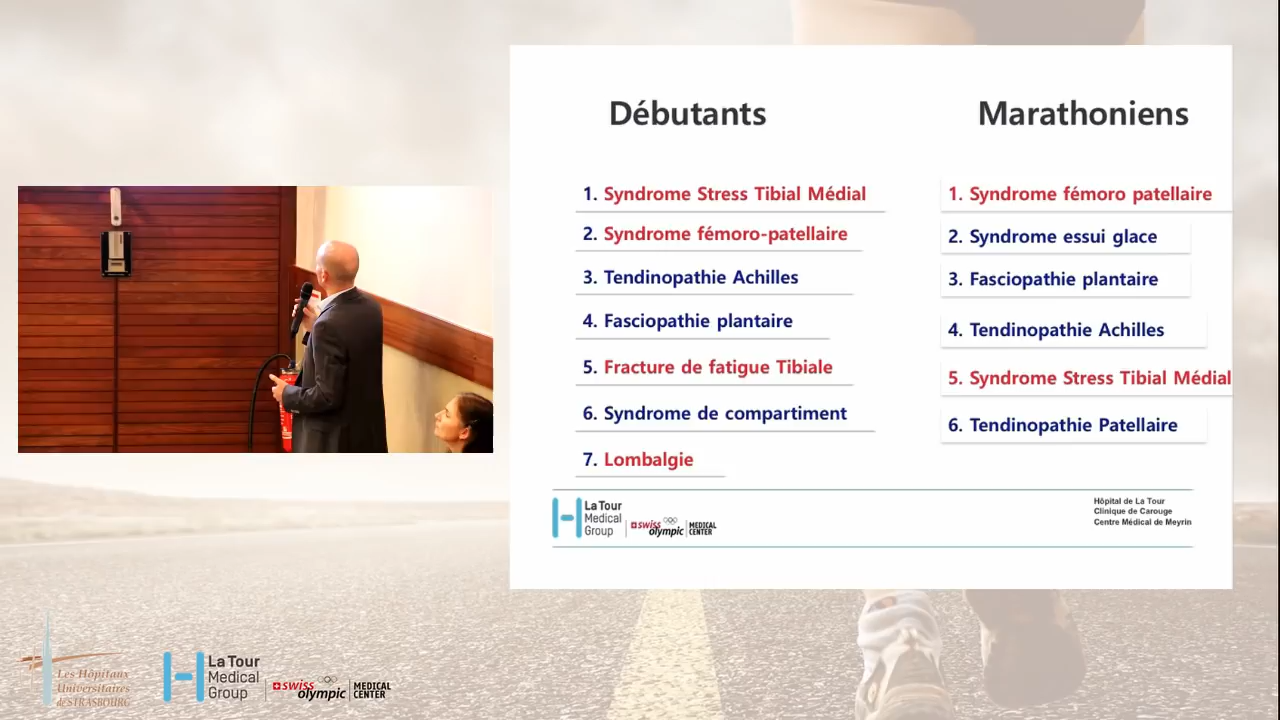 Débutants
1. Syndrome Stress Tibial Médial
2. Syndrome fémoro-patellaire
3. Tendinopathie Achilles
4. Fasciopathie plantaire
5. Fracture de fatigue Tibiale
6. Syndrome de compartiment
7. Lombalgie
Marathoniens
1. Syndrome fémoro patellaire
2. Syndrome essui glace
3. Fasciopathie plantaire
4. Tendinopathie Achilles
5. Syndrome Stress Tibial Médial
6. Tendinopathie Patellaire
La Tour
Medical
Group
swiss
olympic
MEDICAL
CENTER
Hôpital de La Tour
Clinique de Carouge
Centre Médical de Meyrin
Les Hôpitaux
Universitaires
de STRASBOURG
La Tour
Medical
Group
swiss
olympic
MEDICAL
CENTER